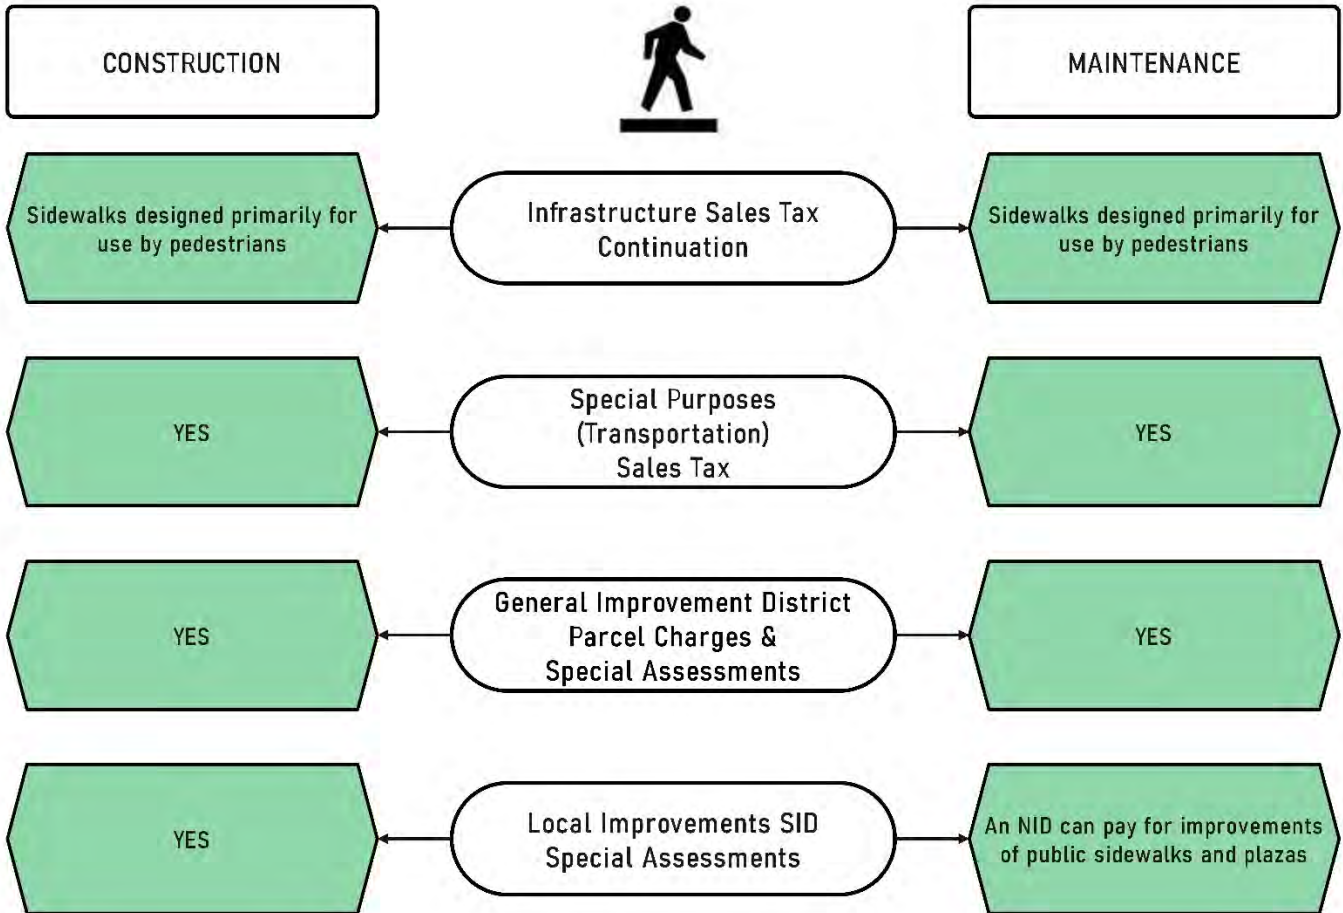 CONSTRUCTION
MAINTENANCE
Sidewalks designed primarily for
use by pedestrians
Infrastructure Sales Tax
Continuation
Sidewalks designed primarily for
use by pedestrians
YES
Special Purposes
(Transportation)
Sales Tax
YES
YES
General Improvement District
Parcel Charges &
Special Assessments
YES
YES
Local Improvements SID
Special Assessments
An NID can pay for improvements
of public sidewalks and plazas